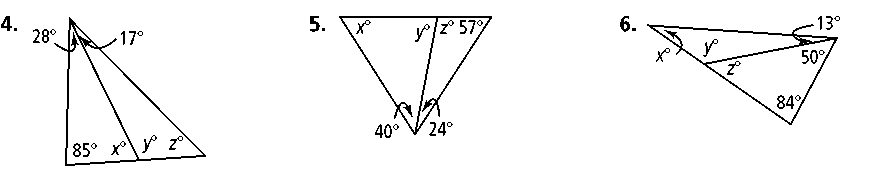 4. 28° 17° 85° x° y° z°
5. x° y° z° 57° 40° 24°
6. 13° x° y° z° 50° 84°